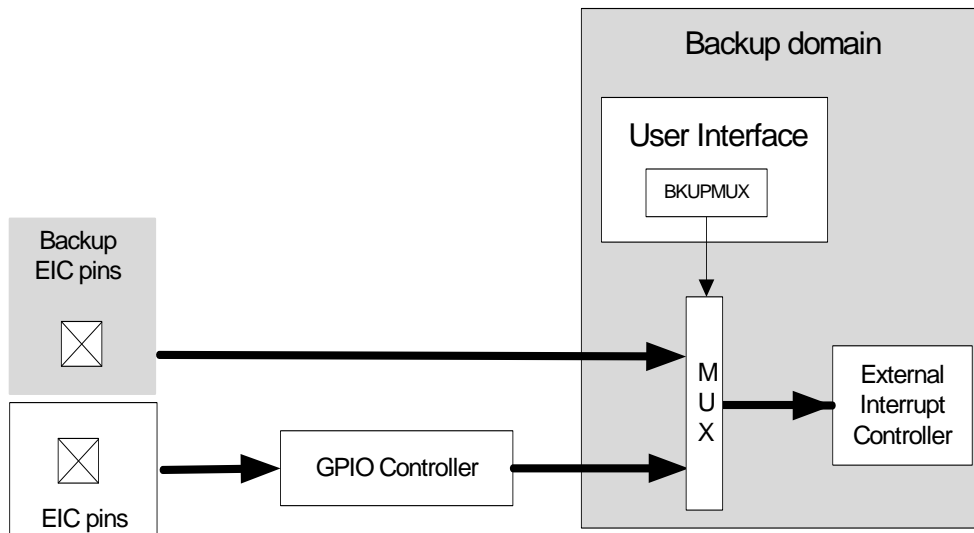 Backup domain
User Interface
BKUPMUX
Backup
EIC pins
M
U
X
External
Interrupt
Controller
GPIO Controller
EIC pins